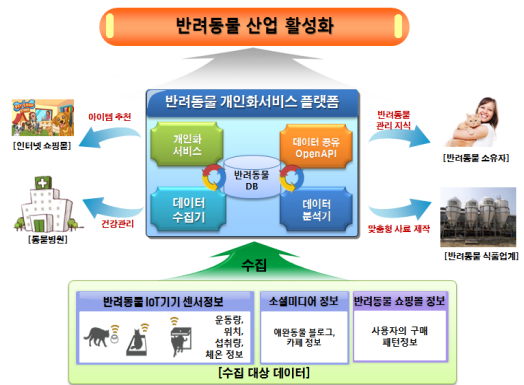 반려동물 산업 활성화
반려동물 개인화서비스 플랫폼
아이템 추천
[인터넷 쇼핑몰]
개인화
서비스
데이터 공유
OpenAPI
반려동물
DB
데이터
수집기
데이터
분석기
반려동물
관리 지식
[반려동물 소유자]
건강관리
[동물병원]
맞춤형 사료 제작
[반려동물 식품업계]
수집
반려동물 IoT기기 센서정보
운동량,
위치,
섭취량,
체온 정보
소셜미디어 정보
애완동물 블로그,
카페 정보
반려동물 쇼핑몰 정보
사용자의 구매
패턴정보
[수집 대상 데이터]